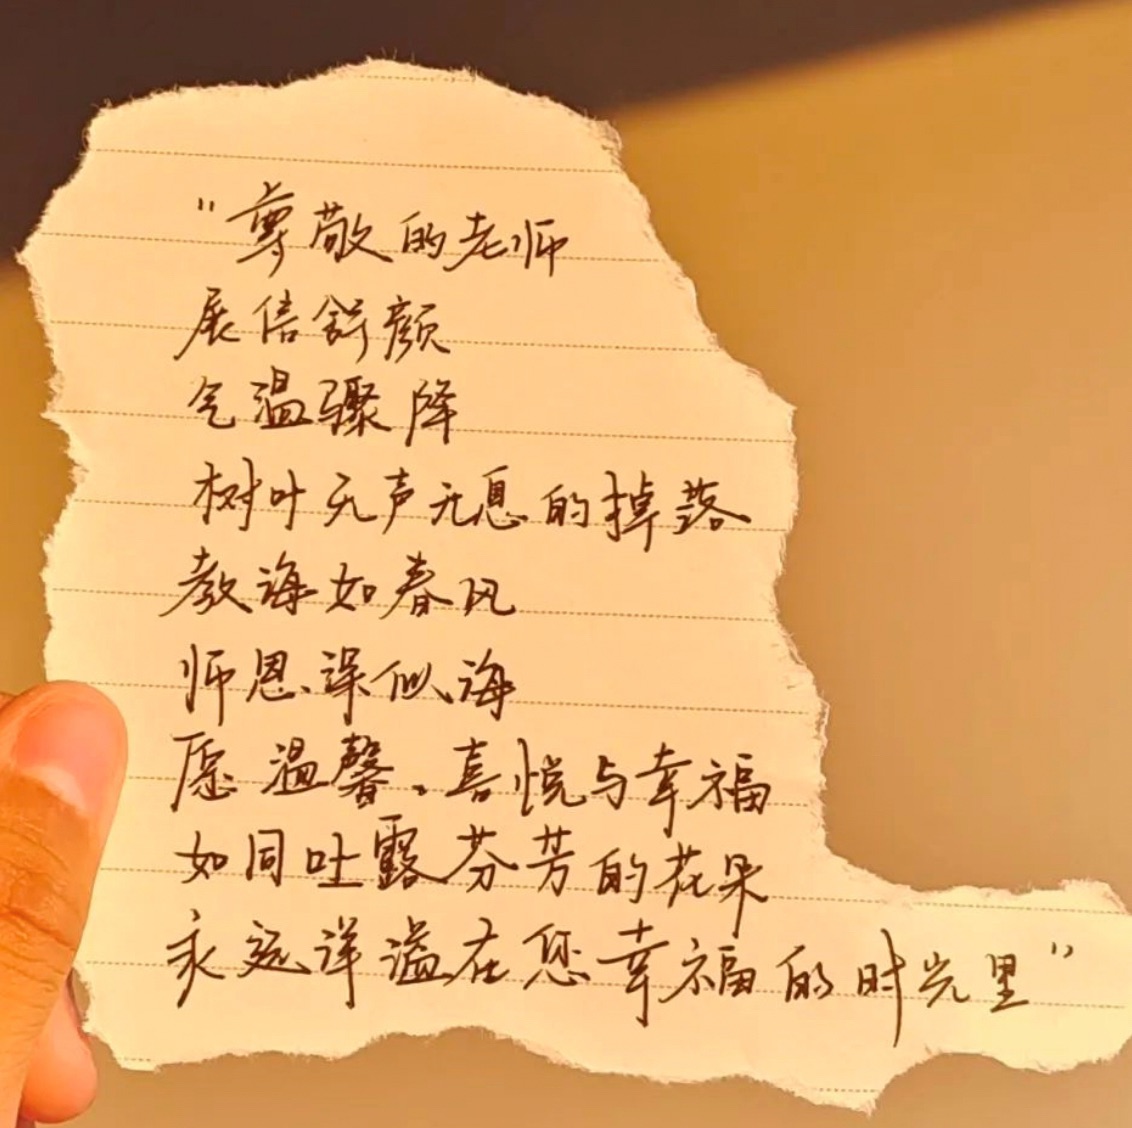 "尊敬的老师
展信舒颜
气温骤降
树叶无声无息的掉落
教诲如春风
师恩深似海
愿温馨、喜悦与幸福
如同吐露芬芳的花朵
永远洋溢在您幸福的时光里"